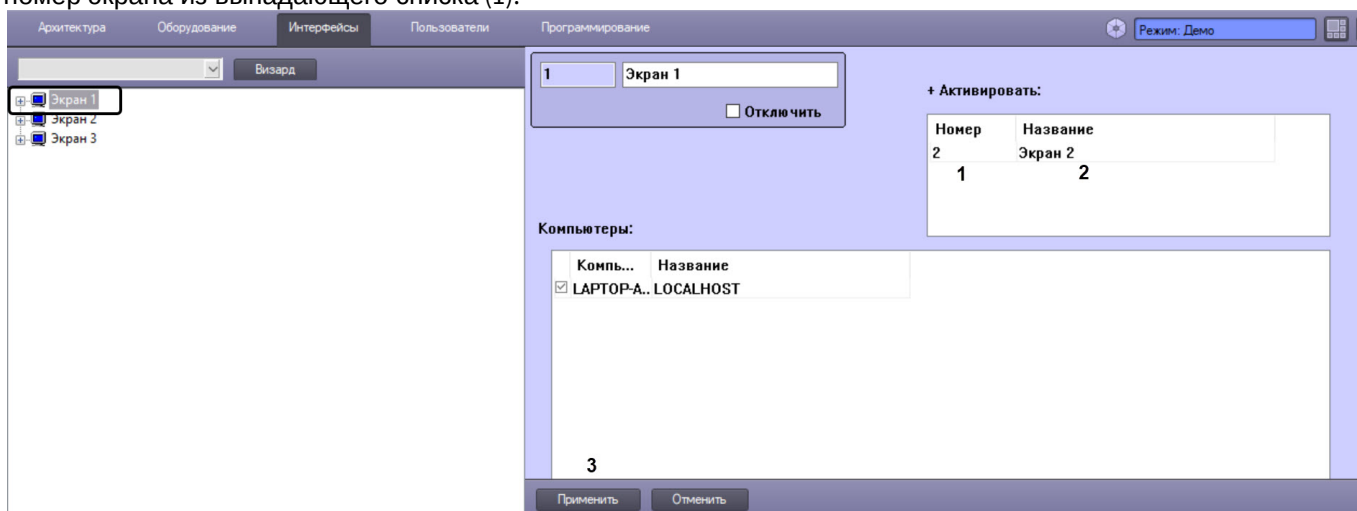 номер экрана из выпадающего списка (1).
Архитектура Оборудование Интерфейсы Пользователи Программирование Режим: Демо
Визард
Экран 1
Экран 2
Экран 3
1 Экран 1
Отключить
+ Активировать:
Номер Название
2 Экран 2
1 2
Компьютеры:
Компь... Название
LAPTOP-A.. LOCALHOST
3
Применить Отменить